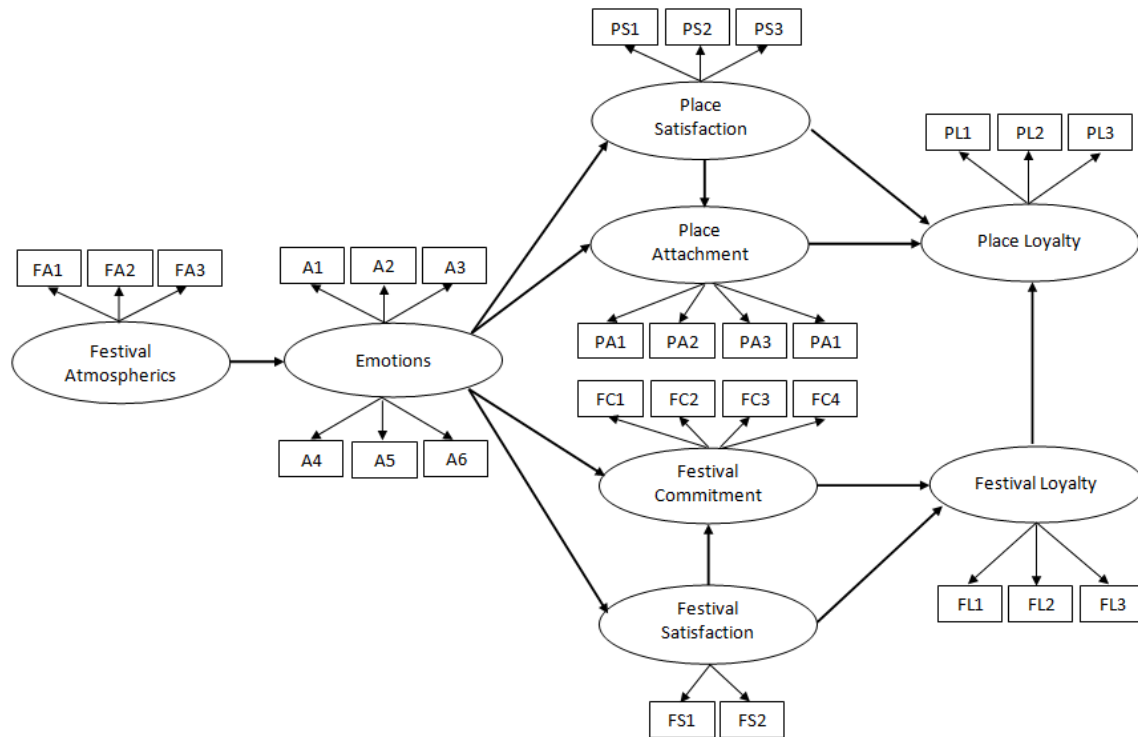 PS1 PS2 PS3
Place
Satisfaction
PL1 PL2 PL3
Place
Attachment
Place Loyalty
FA1 FA2 FA3
A1 A2 A3
Festival
Atmospherics
Emotions
PA1 PA2 PA3 PA1
FC1 FC2 FC3 FC4
A4 A5 A6
Festival
Commitment
Festival Loyalty
Festival
Satisfaction
FL1 FL2 FL3
FS1 FS2